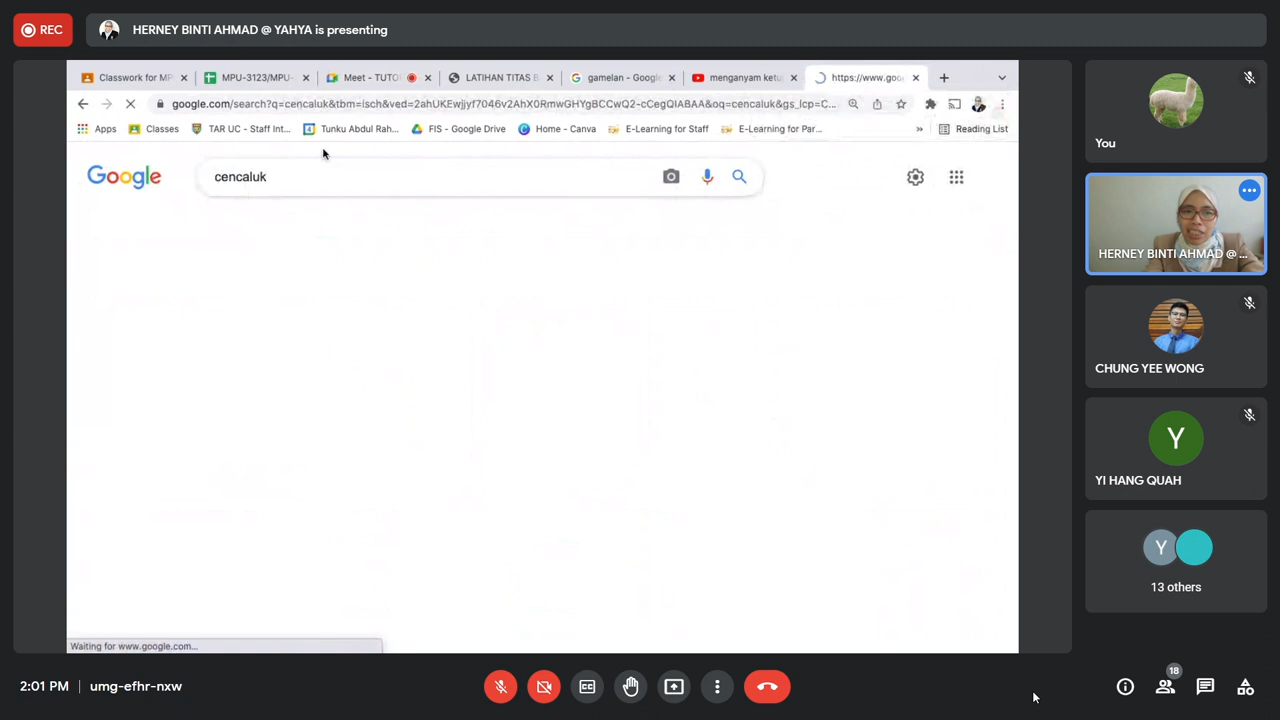 REC
HERNEY BINTI AHMAD @ YAHYA is presenting
Classwork for MP
MPU-3123/MPU-
Meet - TUTO
LATIHAN TITAS B
gamelan - Google
menganyam ketu
https://www.goo
google.com/search?q=cencaluk&tbm=isch&ved=2ahUKEwjjyf7046v2AhX0RmwGHYgBCCwQ2-cCegQIABAA&oq=cencaluk&gs_lcp=C...
Apps
Classes
TAR UC - Staff Int...
Tunku Abdul Rah...
FIS - Google Drive
Home - Canva
E-Learning for Staff
E-Learning for Par...
»
Reading List
Google
cencaluk
Waiting for www.google.com...
You
HERNEY BINTI AHMAD @ ...
CHUNG YEE WONG
Y
YI HANG QUAH
Y
13 others
2:01 PM | umg-efhr-nxw
CC
18